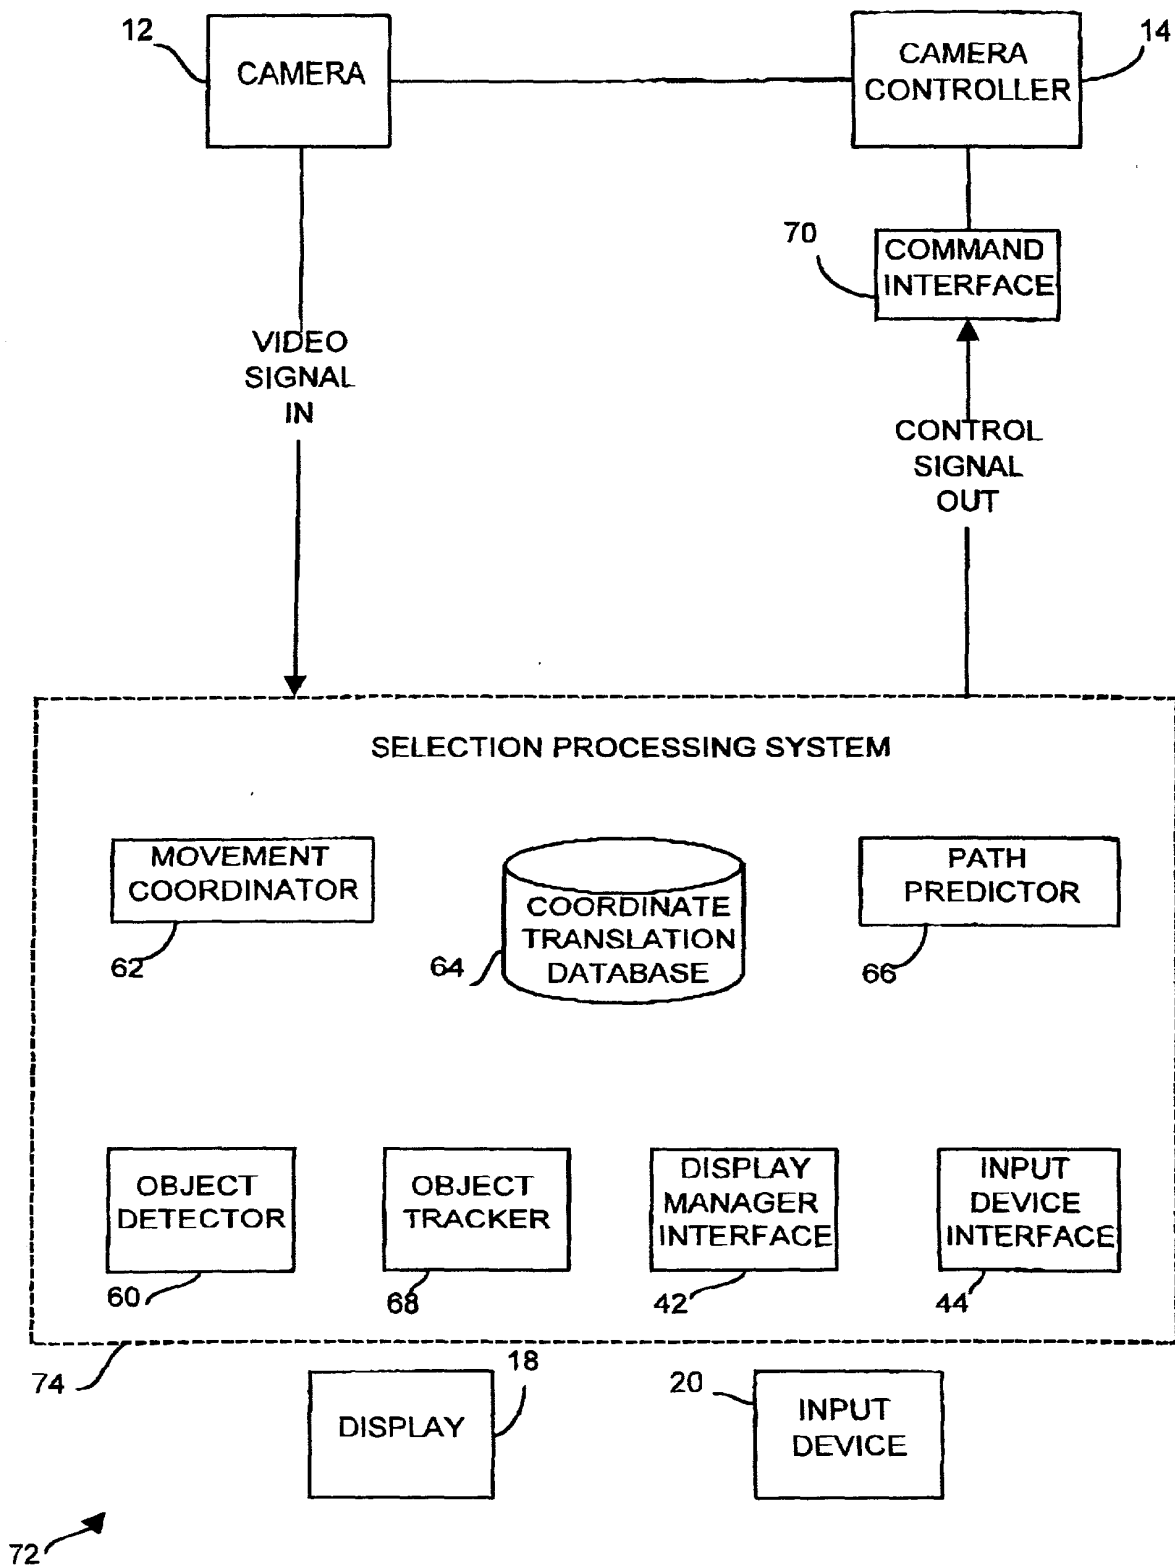 12
CAMERA
CAMERA
CONTROLLER
14
70
COMMAND
INTERFACE
VIDEO
SIGNAL
IN
CONTROL
SIGNAL
OUT
SELECTION PROCESSING SYSTEM
MOVEMENT
COORDINATOR
62
COORDINATE
TRANSLATION
DATABASE
64
PATH
PREDICTOR
66
OBJECT
DETECTOR
60
OBJECT
TRACKER
68
DISPLAY
MANAGER
INTERFACE
42
INPUT
DEVICE
INTERFACE
44
74
DISPLAY
18
20
INPUT
DEVICE
72